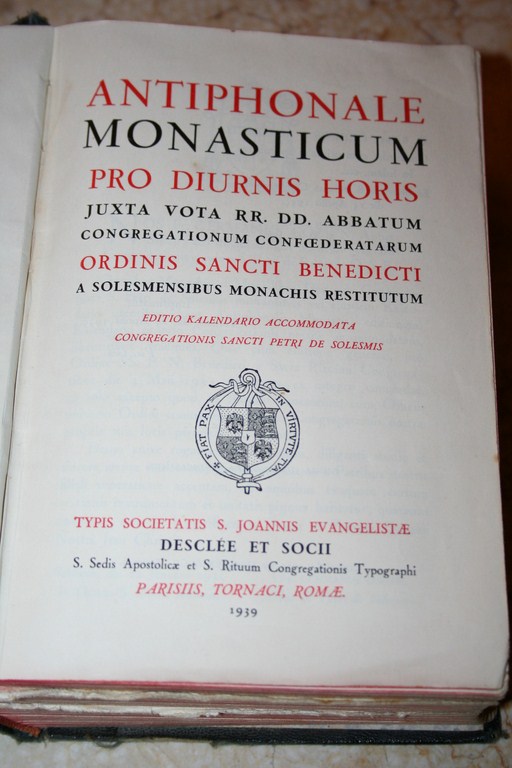 ANTIPHONALE
MONASTICUM
PRO DIURNIS HORIS
JUXTA VOTA RR. DD. ABBATUM
CONGREGATIONUM CONFŒDERATARUM
ORDINIS SANCTI BENEDICTI
A SOLESMENSIBUS MONACHIS RESTITUTUM
EDITIO KALENDARIO ACCOMMODATA
CONGREGATIONIS SANCTI PETRI DE SOLESMIS
+ FIAT PAX IN VIRTUTE TUA
TYPIS SOCIETATIS S. JOANNIS EVANGELISTÆ
DESCLÉE ET SOCII
S. Sedis Apostolicæ et S. Rituum Congregationis Typographi
PARISIIS, TORNACI, ROMÆ.
1939